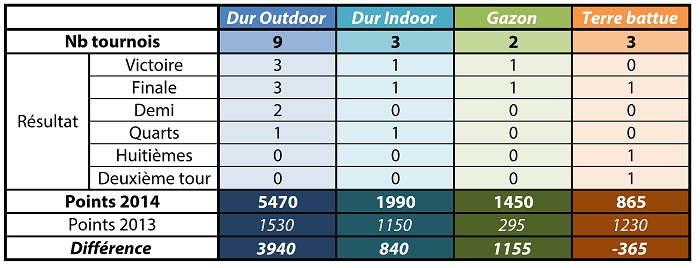 Dur Outdoor Dur Indoor Gazon Terre battue
Nb tournois 9 3 2 3
Résultat
Victoire 3 1 1 0
Finale 3 1 1 1
Demi 2 0 0 0
Quarts 1 1 0 0
Huitièmes 0 0 0 1
Deuxième tour 0 0 0 1
Points 2014 5470 1990 1450 865
Points 2013 1530 1150 295 1230
Différence 3940 840 1155 -365